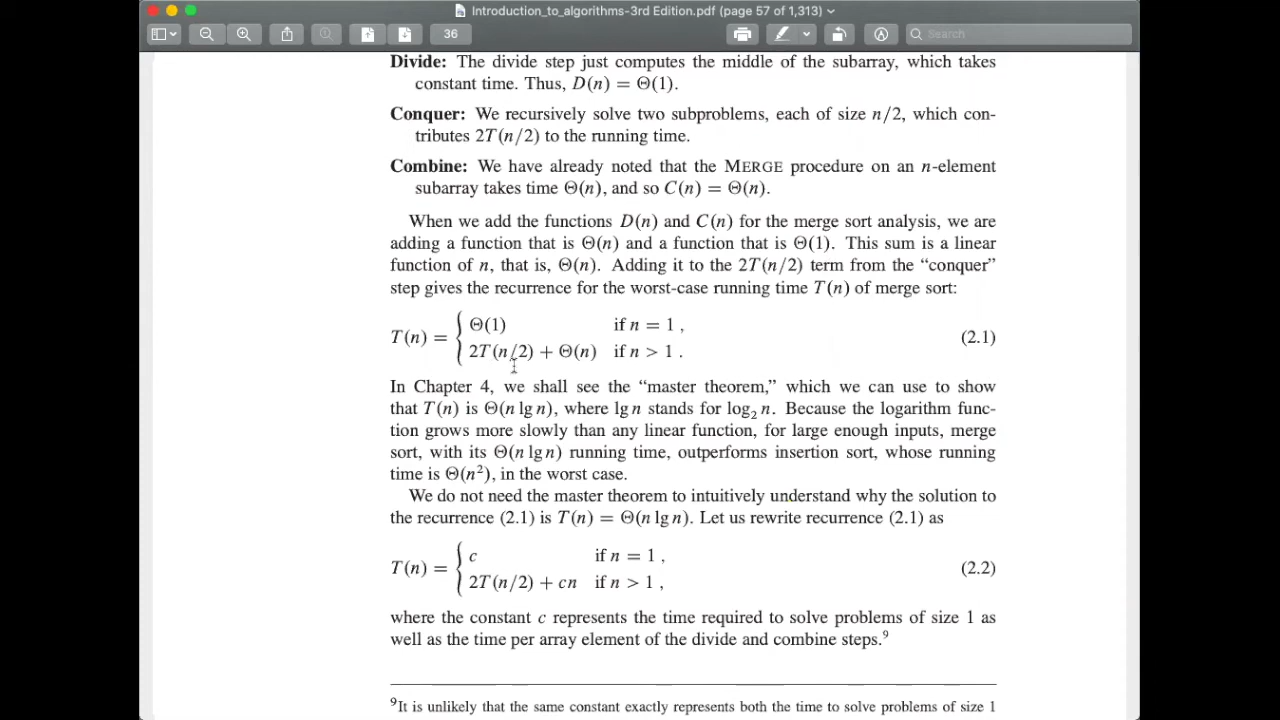 Introduction_to_algorithms-3rd Edition.pdf (page 57 of 1,313)
36
Search
Divide: The divide step just computes the middle of the subarray, which takes
constant time. Thus, D(n) = Θ(1).
Conquer: We recursively solve two subproblems, each of size n/2, which con-
tributes 2T(n/2) to the running time.
Combine: We have already noted that the MERGE procedure on an n-element
subarray takes time Θ(n), and so C(n) = Θ(n).
When we add the functions D(n) and C(n) for the merge sort analysis, we are
adding a function that is Θ(n) and a function that is Θ(1). This sum is a linear
function of n, that is, Θ(n). Adding it to the 2T(n/2) term from the “conquer”
step gives the recurrence for the worst-case running time T(n) of merge sort:
T(n) = { Θ(1) if n = 1 ,
2T(n/2) + Θ(n) if n > 1 . (2.1)
In Chapter 4, we shall see the “master theorem,” which we can use to show
that T(n) is Θ(n lg n), where lg n stands for log₂ n. Because the logarithm func-
tion grows more slowly than any linear function, for large enough inputs, merge
sort, with its Θ(n lg n) running time, outperforms insertion sort, whose running
time is Θ(n²), in the worst case.
We do not need the master theorem to intuitively understand why the solution to
the recurrence (2.1) is T(n) = Θ(n lg n). Let us rewrite recurrence (2.1) as
T(n) = { c if n = 1 ,
2T(n/2) + cn if n > 1 , (2.2)
where the constant c represents the time required to solve problems of size 1 as
well as the time per array element of the divide and combine steps.⁹
⁹It is unlikely that the same constant exactly represents both the time to solve problems of size 1